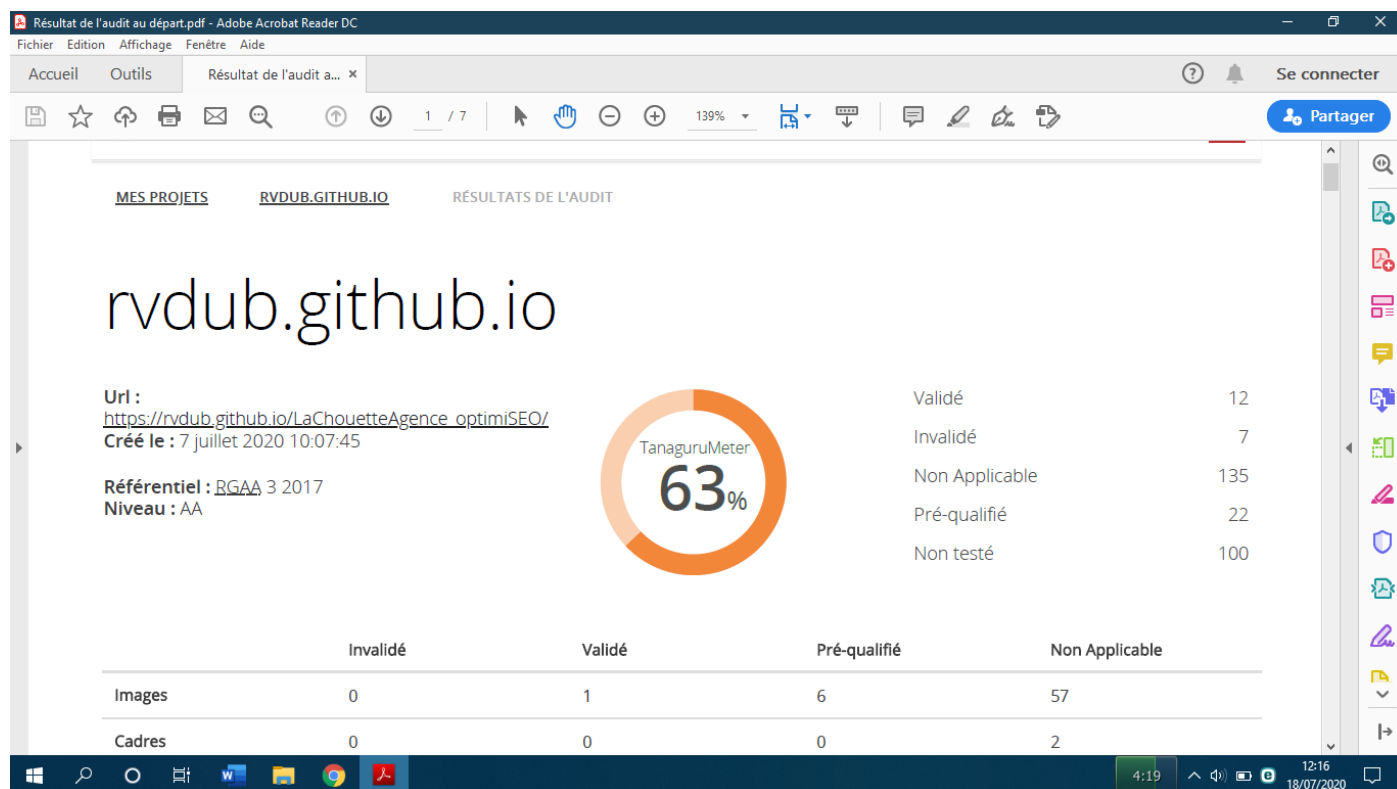 Résultat de l'audit au départ.pdf - Adobe Acrobat Reader DC
Fichier Edition Affichage Fenêtre Aide
Accueil Outils Résultat de l'audit a... × Se connecter
1 / 7 139% Partager
MES PROJETS RVDUB.GITHUB.IO RÉSULTATS DE L'AUDIT
rvdub.github.io
Url :
https://rvdub.github.io/LaChouetteAgence_optimiSEO/
Créé le : 7 juillet 2020 10:07:45
Référentiel : RGAA 3 2017
Niveau : AA
TanaguruMeter
63%
Validé 12
Invalidé 7
Non Applicable 135
Pré-qualifié 22
Non testé 100
Invalidé Validé Pré-qualifié Non Applicable
Images 0 1 6 57
Cadres 0 0 0 2
4:19 12:16
18/07/2020